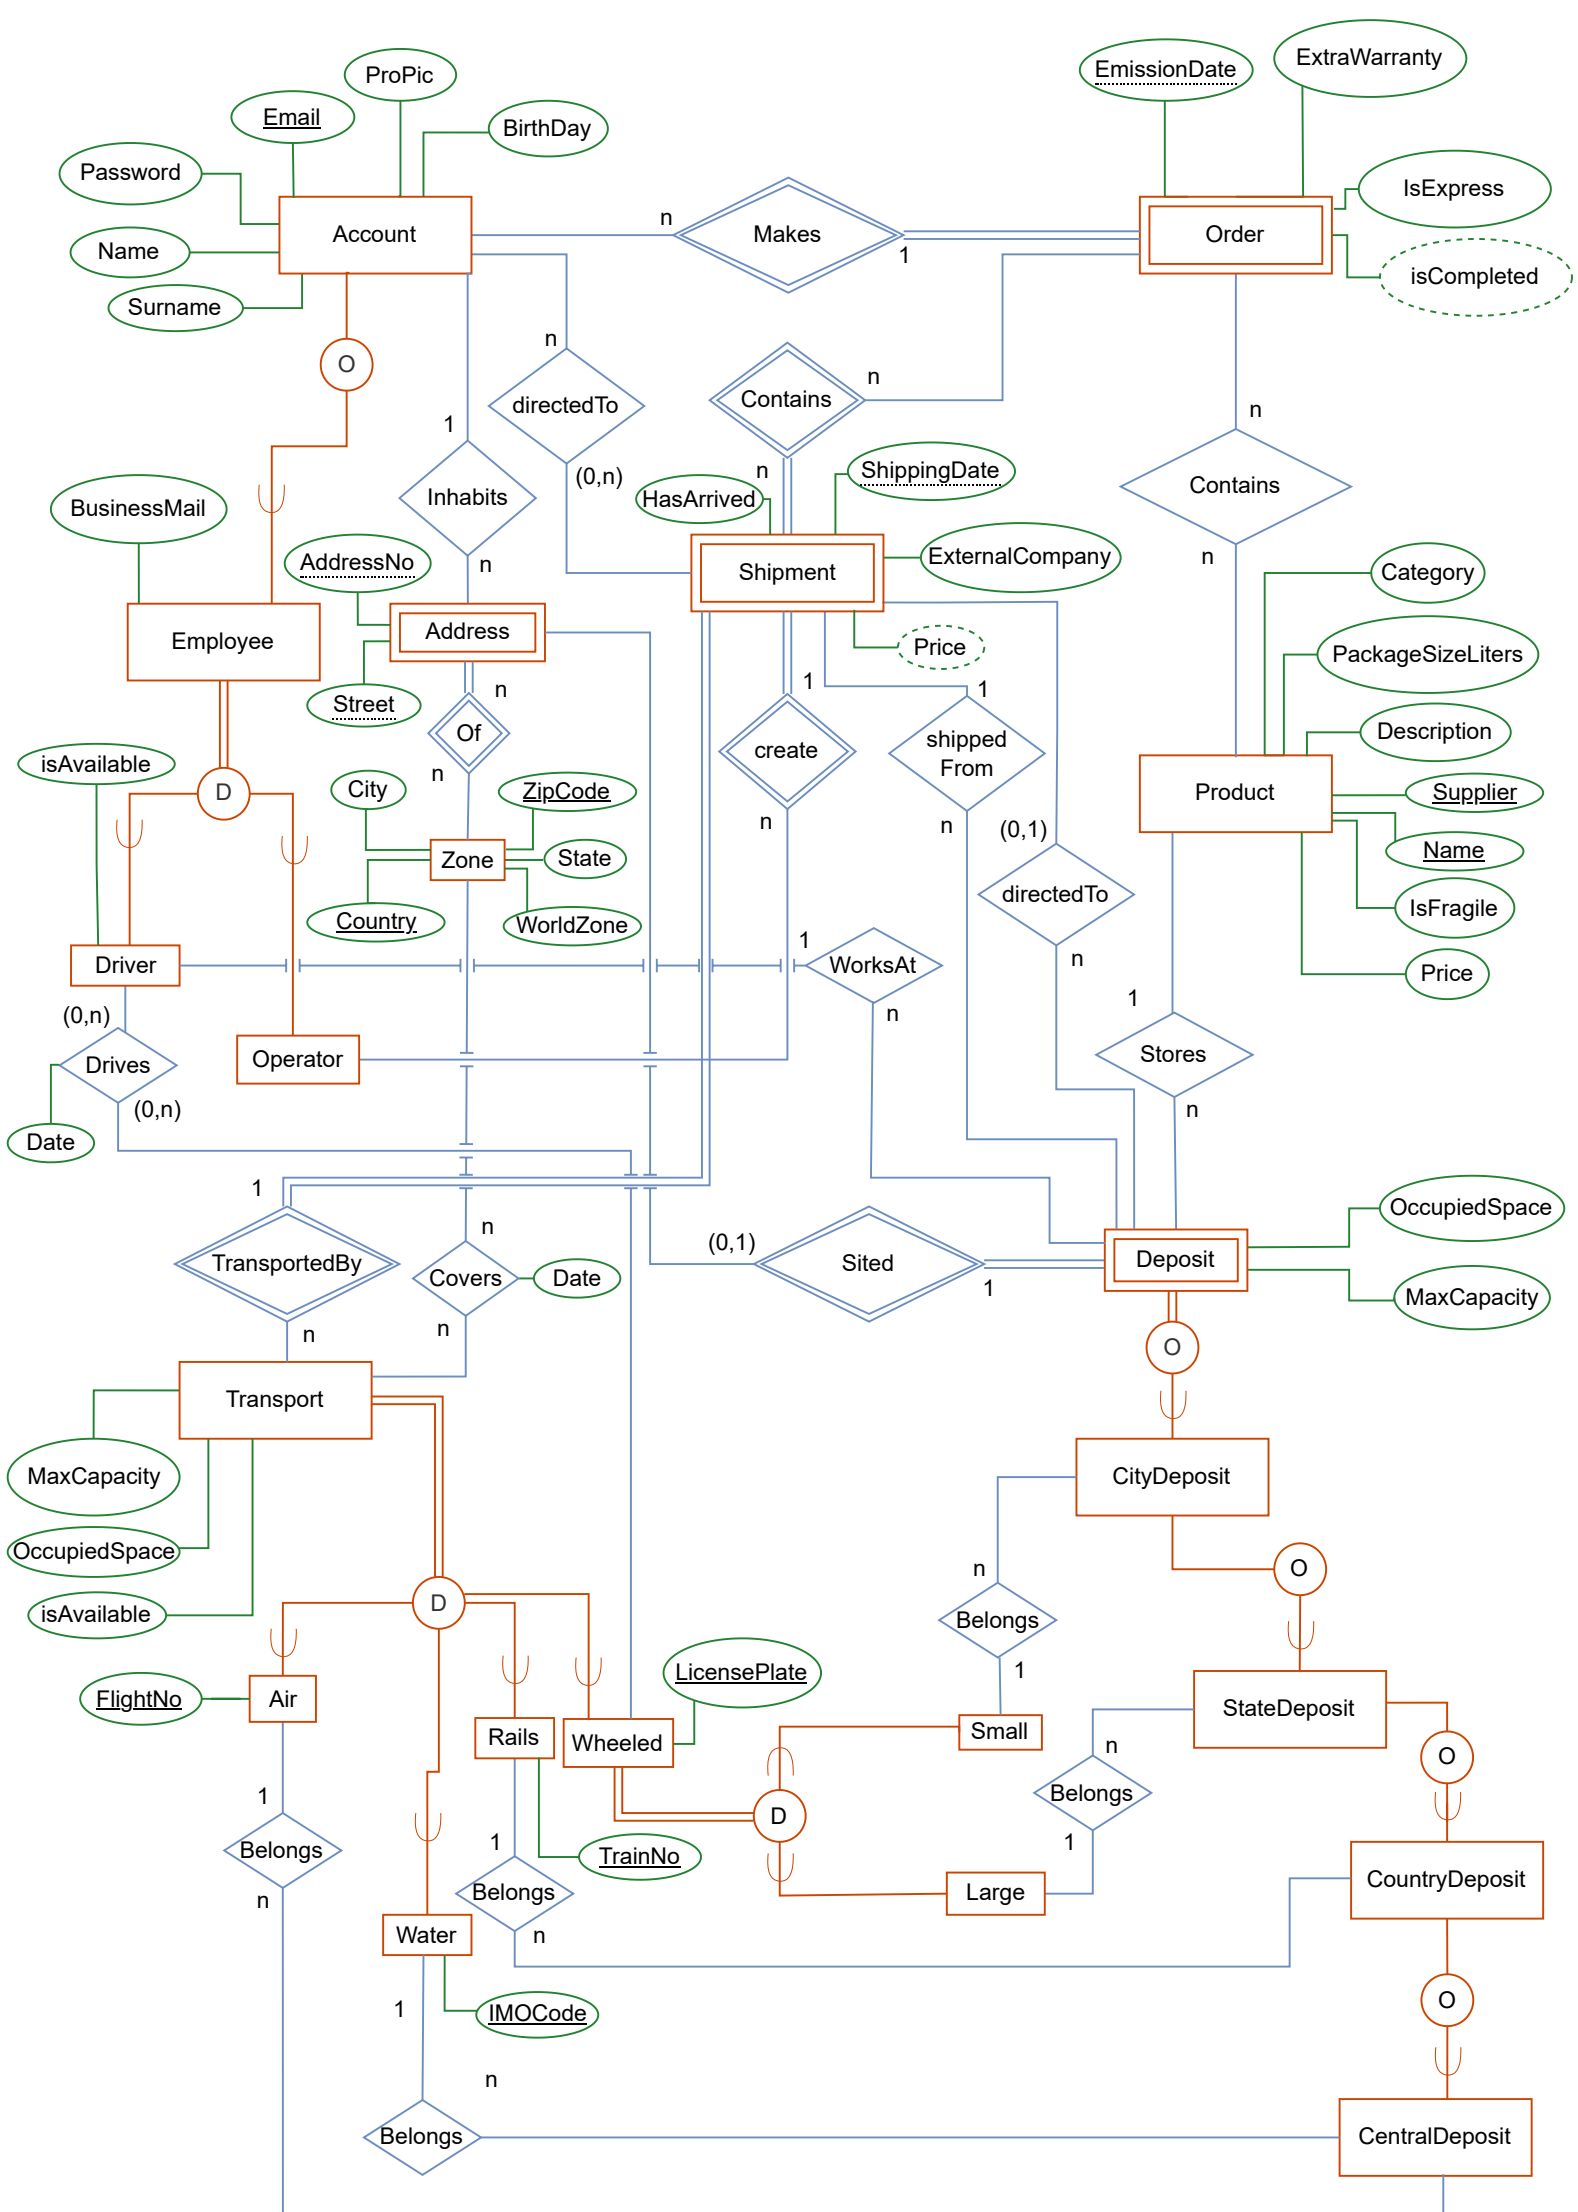 ProPic
EmissionDate
ExtraWarranty
Email
BirthDay
Password
IsExpress
Account
n
Makes
1
Order
Name
isCompleted
Surname
O
n
directedTo
n
Contains
1
n
(0,n)
n
Contains
Inhabits
BusinessMail
HasArrived
ShippingDate
n
n
AddressNo
Shipment
ExternalCompany
Category
Employee
Address
Price
PackageSizeLiters
Street
n
1
1
Of
create
shipped
From
Description
isAvailable
n
D
City
ZipCode
Product
Supplier
n
n
(0,1)
Zone
State
Name
directedTo
Country
WorldZone
IsFragile
1
Driver
WorksAt
n
Price
(0,n)
n
1
Drives
Operator
Stores
(0,n)
n
Date
1
OccupiedSpace
n
(0,1)
TransportedBy
Covers
Date
Sited
Deposit
1
MaxCapacity
n
n
O
Transport
MaxCapacity
CityDeposit
OccupiedSpace
n
O
isAvailable
D
Belongs
1
FlightNo
Air
LicensePlate
StateDeposit
Rails
Wheeled
Small
n
O
1
D
Belongs
Belongs
1
1
TrainNo
n
Belongs
Large
CountryDeposit
Water
n
1
IMOCode
O
n
Belongs
CentralDeposit